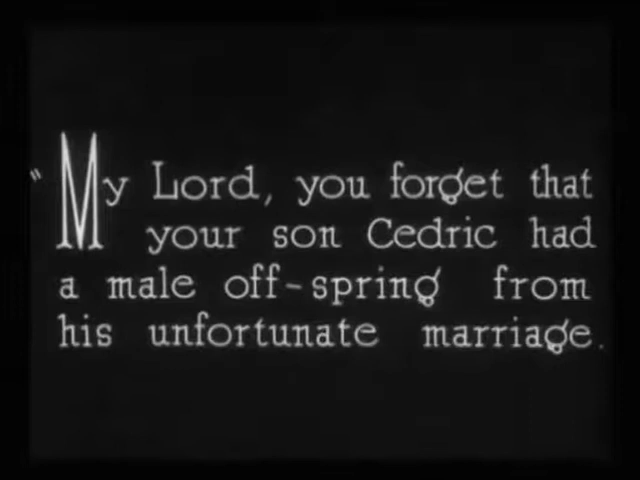 "My Lord, you forget that
your son Cedric had
a male off-spring from
his unfortunate marriage.